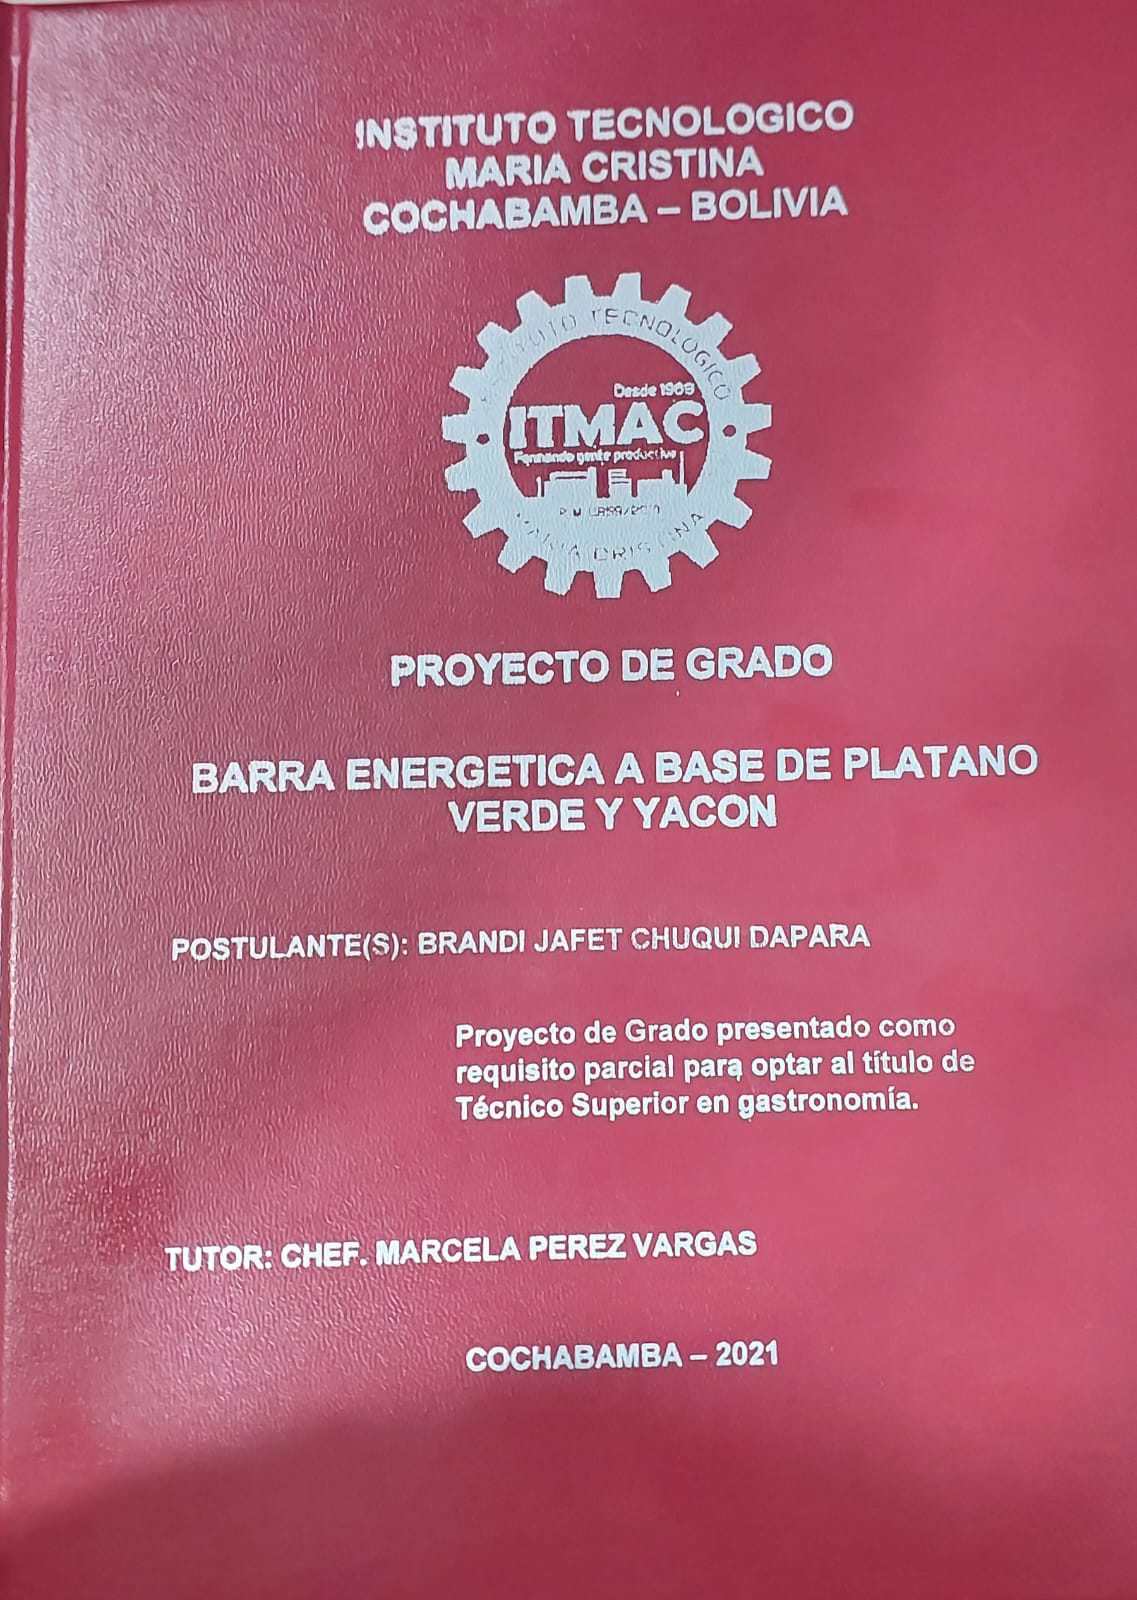 INSTITUTO TECNOLOGICO
MARIA CRISTINA
COCHABAMBA – BOLIVIA
INSTITUTO TECNOLOGICO
Desde 1969
ITMAC
Formando gente productiva
MARIA CRISTINA
PROYECTO DE GRADO
BARRA ENERGETICA A BASE DE PLATANO
VERDE Y YACON
POSTULANTE(S): BRANDI JAFET CHUQUI DAPARA
Proyecto de Grado presentado como
requisito parcial para optar al título de
Técnico Superior en gastronomía.
TUTOR: CHEF. MARCELA PEREZ VARGAS
COCHABAMBA – 2021